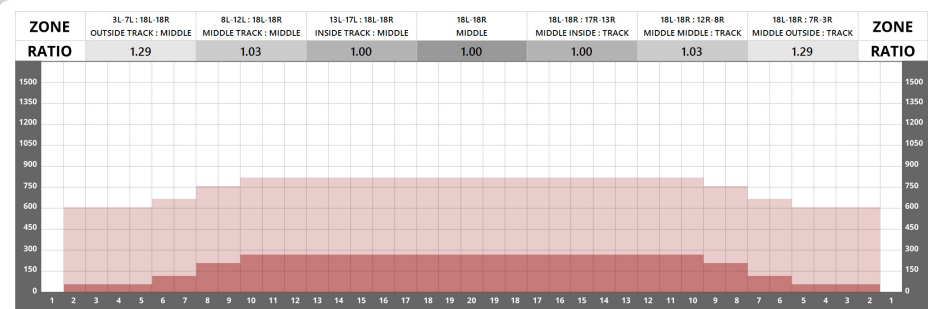 ZONE 3L-7L : 18L-18R 8L-12L : 18L-18R 13L-17L : 18L-18R 18L-18R 18L-18R : 17R-13R 18L-18R : 12R-8R 18L-18R : 7R-3R ZONE
OUTSIDE TRACK : MIDDLE MIDDLE TRACK : MIDDLE INSIDE TRACK : MIDDLE MIDDLE MIDDLE INSIDE : TRACK MIDDLE MIDDLE : TRACK MIDDLE OUTSIDE : TRACK
RATIO 1.29 1.03 1.00 1.00 1.00 1.03 1.29 RATIO
1500 1500
1350 1350
1200 1200
1050 1050
900 900
750 750
600 600
450 450
300 300
150 150
0 0
1 2 3 4 5 6 7 8 9 10 11 12 13 14 15 16 17 18 19 20 19 18 17 16 15 14 13 12 11 10 9 8 7 6 5 4 3 2 1